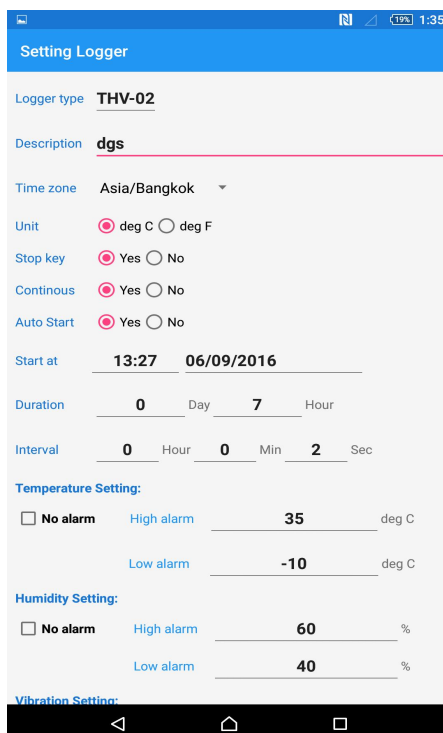 19% 1:35
Setting Logger
Logger type THV-02
Description dgs
Time zone Asia/Bangkok
Unit deg C deg F
Stop key Yes No
Continous Yes No
Auto Start Yes No
Start at 13:27 06/09/2016
Duration 0 Day 7 Hour
Interval 0 Hour 0 Min 2 Sec
Temperature Setting:
No alarm High alarm 35 deg C
Low alarm -10 deg C
Humidity Setting:
No alarm High alarm 60 %
Low alarm 40 %
Vibration Setting: